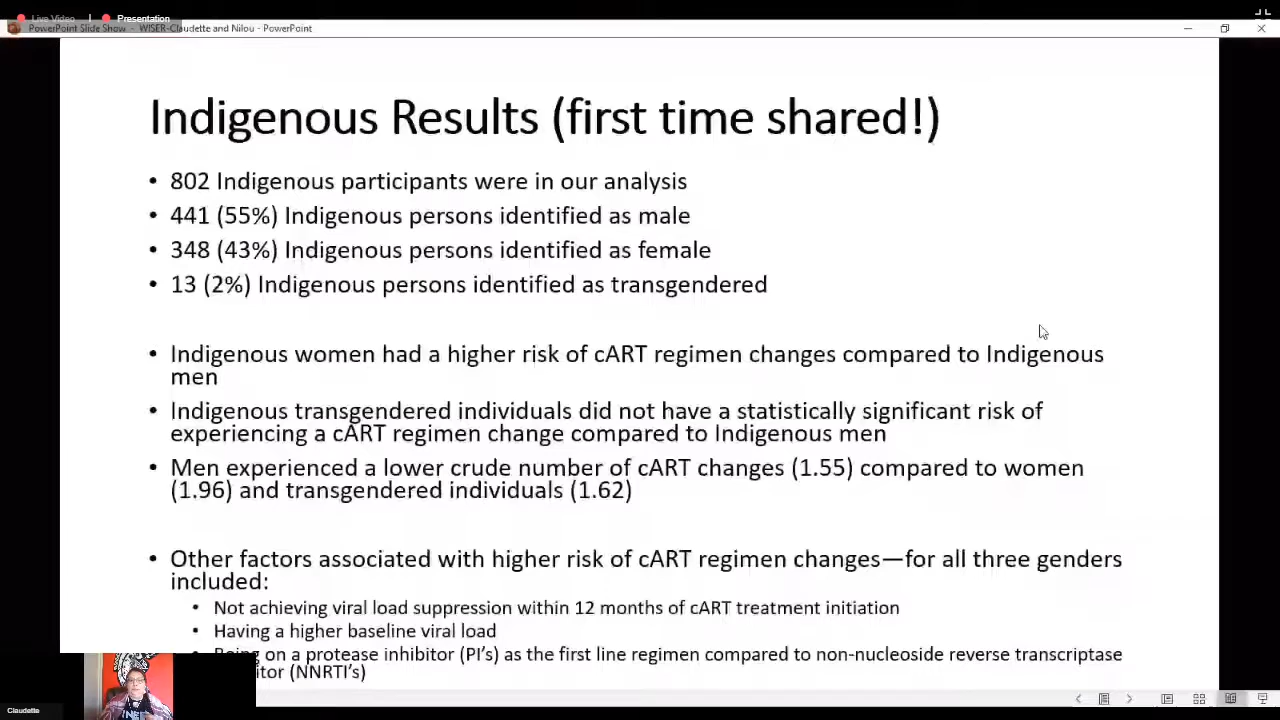 Live Video
Presentation
PowerPoint Slide Show - WISER-Claudette and Nilou - PowerPoint
Indigenous Results (first time shared!)
• 802 Indigenous participants were in our analysis
• 441 (55%) Indigenous persons identified as male
• 348 (43%) Indigenous persons identified as female
• 13 (2%) Indigenous persons identified as transgendered
• Indigenous women had a higher risk of cART regimen changes compared to Indigenous
men
• Indigenous transgendered individuals did not have a statistically significant risk of
experiencing a cART regimen change compared to Indigenous men
• Men experienced a lower crude number of cART changes (1.55) compared to women
(1.96) and transgendered individuals (1.62)
• Other factors associated with higher risk of cART regimen changes—for all three genders
included:
• Not achieving viral load suppression within 12 months of cART treatment initiation
• Having a higher baseline viral load
on a protease inhibitor (PI's) as the first line regimen compared to non-nucleoside reverse transcriptase
(NNRTI's)
Claudette